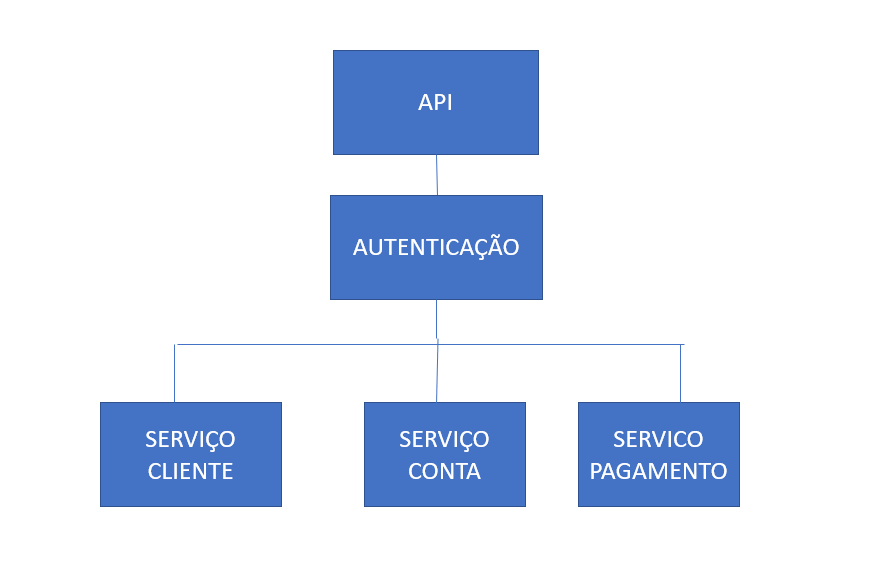 API
AUTENTICAÇÃO
SERVIÇO
CLIENTE
SERVIÇO
CONTA
SERVICO
PAGAMENTO